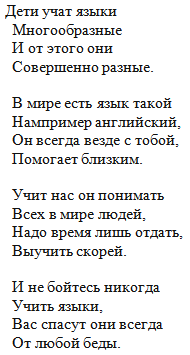 Дети учат языки
Многообразные
И от этого они
Совершенно разные.

В мире есть язык такой
Нампример английский,
Он всегда везде с тобой,
Помогает близким.

Учит нас он понимать
Всех в мире людей,
Надо время лишь отдать,
Выучить скорей.

И не бойтесь никогда
Учить языки,
Вас спасут они всегда
От любой беды.